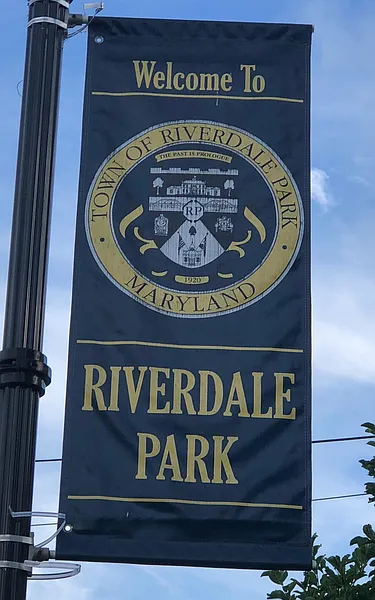 Welcome To
TOWN OF RIVERDALE PARK
THE PAST IS PROLOGUE
RP
1920
MARYLAND
RIVERDALE
PARK